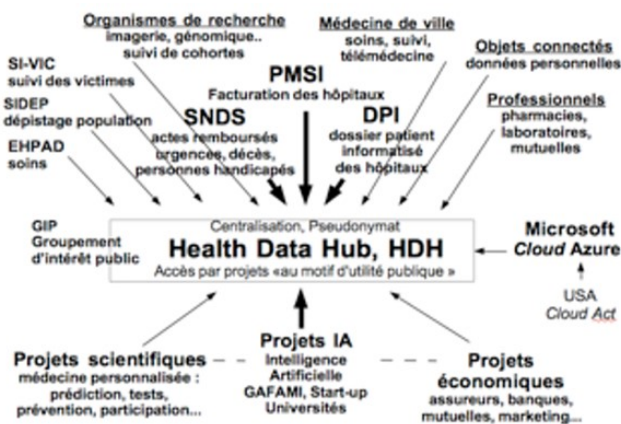 Organismes de recherche
imagerie, génomique..
suivi de cohortes
Médecine de ville
soins, suivi,
télémédecine
Objets connectés
données personnelles
SI-VIC
suivi des victimes
PMSI
Facturation des hôpitaux
SIDEP
dépistage population
SNDS
actes remboursés
urgences, décès,
personnes handicapés
DPI
dossier patient
informatisé
des hôpitaux
Professionnels
pharmacies,
laboratoires,
mutuelles
EHPAD
soins
GIP
Groupement
d'intérêt public
Centralisation, Pseudonymat
Health Data Hub, HDH
Accès par projets «au motif d'utilité publique »
Microsoft
Cloud Azure
USA
Cloud Act
Projets scientifiques
médecine personnalisée :
prédiction, tests,
prévention, participation...
Projets IA
Intelligence
Artificielle
GAFAMI, Start-up
Universités
Projets
économiques
assureurs, banques,
mutuelles, marketing...